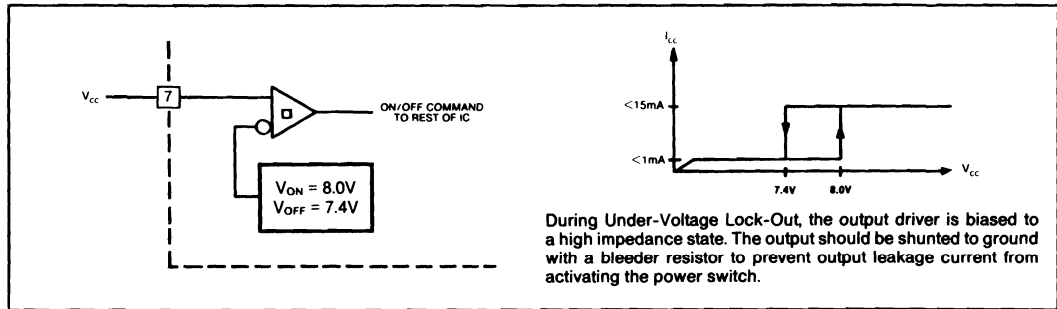 V_cc
7
ON/OFF COMMAND
TO REST OF IC
V_ON = 8.0V
V_OFF = 7.4V
I_cc
<15mA
<1mA
7.4V
8.0V
V_cc
During Under-Voltage Lock-Out, the output driver is biased to
a high impedance state. The output should be shunted to ground
with a bleeder resistor to prevent output leakage current from
activating the power switch.